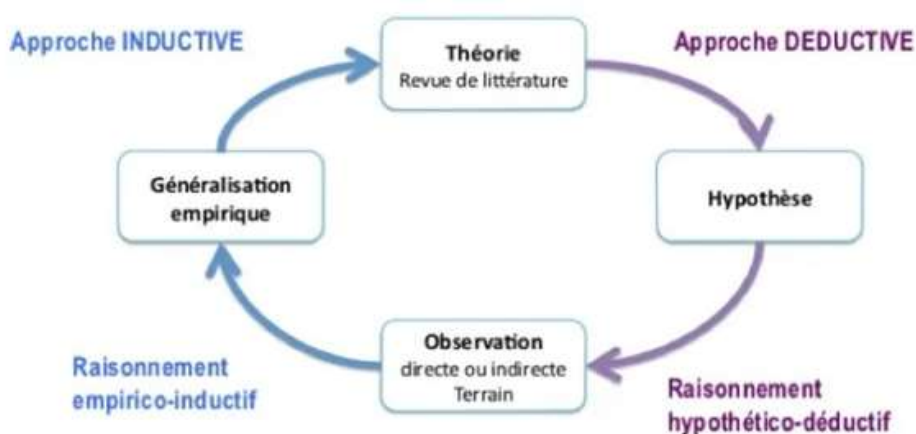 Approche INDUCTIVE
Théorie
Revue de littérature
Approche DEDUCTIVE
Généralisation
empirique
Hypothèse
Observation
directe ou indirecte
Terrain
Raisonnement
empirico-inductif
Raisonnement
hypothético-déductif